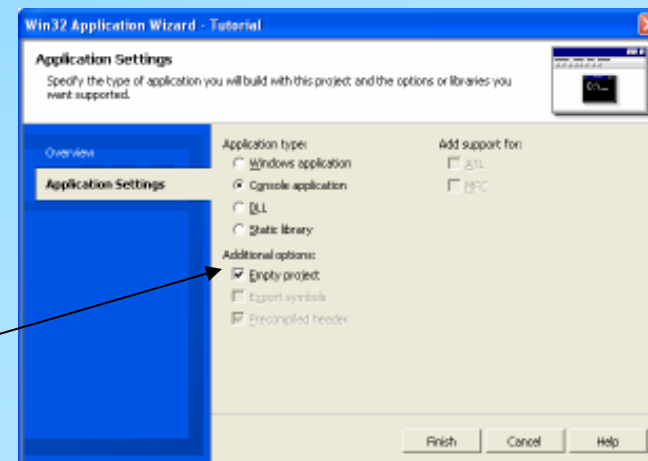 Win32 Application Wizard - Tutorial
Application Settings
Specify the type of application you will build with this project and the options or libraries you
want supported.
Overview
Application Settings
Application type:
Windows application
Console application
DLL
Static library
Additional options:
Empty project
Export symbols
Precompiled header
Add support for:
ATL
MFC
Finish
Cancel
Help